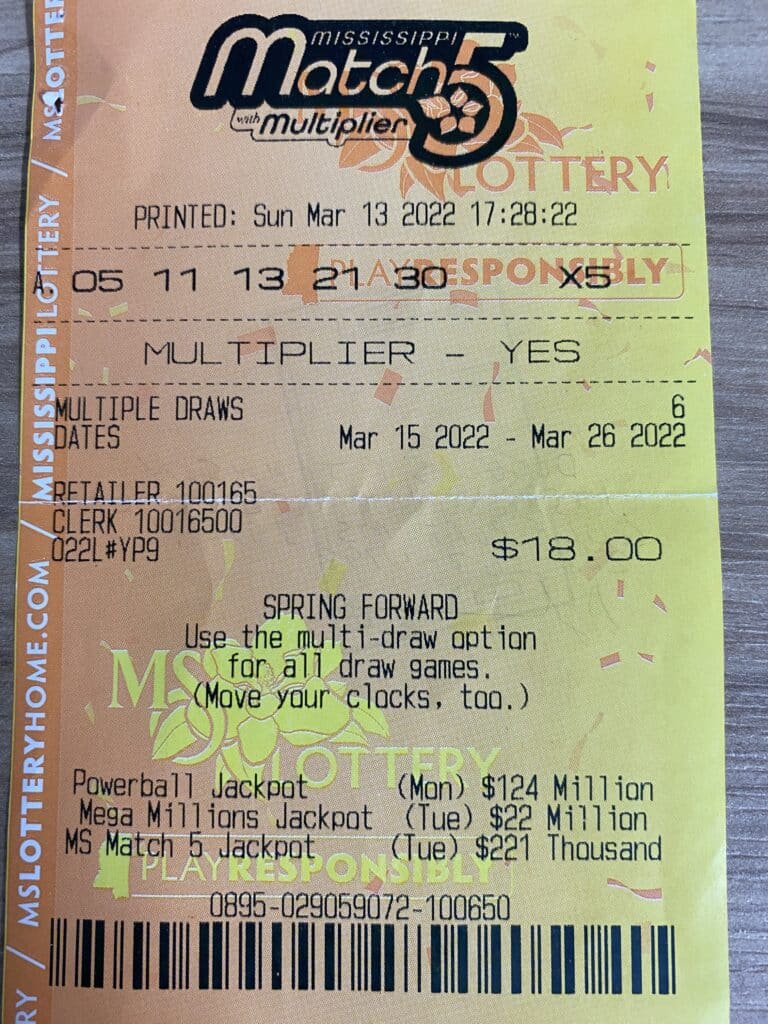 MISSISSIPPI
Match 5
with Multiplier
LOTTERY
PRINTED: Sun Mar 13 2022 17:28:22
PLAY RESPONSIBLY
A. 05 11 13 21 30 X5
MULTIPLIER - YES
MULTIPLE DRAWS 6
DATES Mar 15 2022 - Mar 26 2022
RETAILER 100165
CLERK 10016500
022L#YP9
$18.00
SPRING FORWARD
Use the multi-draw option
for all draw games.
(Move your clocks, too.)
MS
LOTTERY
Powerball Jackpot (Mon) $124 Million
Mega Millions Jackpot (Tue) $22 Million
MS Match 5 Jackpot (Tue) $221 Thousand
PLAY RESPONSIBLY
0895-029059072-100650
RY / MSLOTTERYHOME.COM / MISSISSIPPI LOTTERY / MSLOTTER